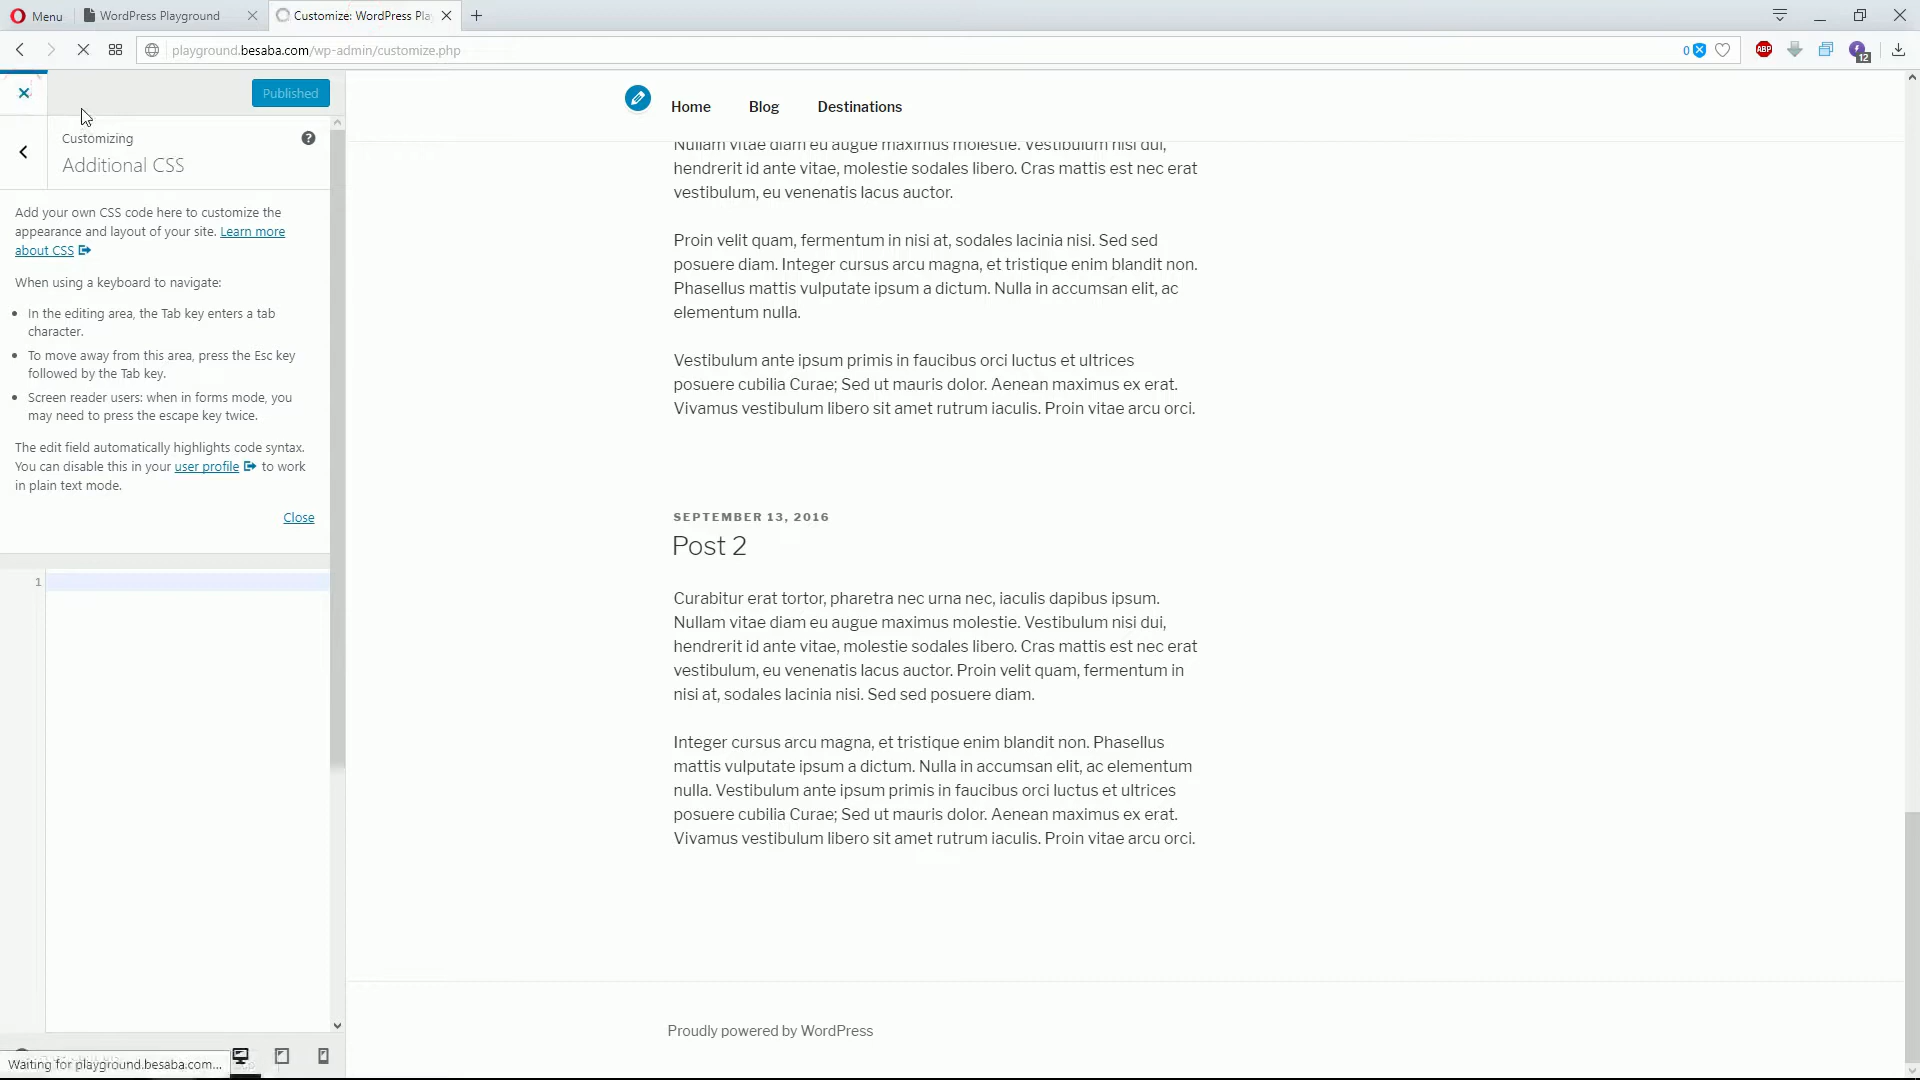 Menu
WordPress Playground
Customize: WordPress Pla
playground.besaba.com/wp-admin/customize.php
0
ABP
12
Published
Customizing
Additional CSS
Add your own CSS code here to customize the
appearance and layout of your site. Learn more
about CSS
When using a keyboard to navigate:
• In the editing area, the Tab key enters a tab
character.
• To move away from this area, press the Esc key
followed by the Tab key.
• Screen reader users: when in forms mode, you
may need to press the escape key twice.
The edit field automatically highlights code syntax.
You can disable this in your user profile to work
in plain text mode.
Close
1
Waiting for playground.besaba.com...
Home Blog Destinations
Nullam vitae diam eu augue maximus molestie. Vestibulum nisi dui,
hendrerit id ante vitae, molestie sodales libero. Cras mattis est nec erat
vestibulum, eu venenatis lacus auctor.
Proin velit quam, fermentum in nisi at, sodales lacinia nisi. Sed sed
posuere diam. Integer cursus arcu magna, et tristique enim blandit non.
Phasellus mattis vulputate ipsum a dictum. Nulla in accumsan elit, ac
elementum nulla.
Vestibulum ante ipsum primis in faucibus orci luctus et ultrices
posuere cubilia Curae; Sed ut mauris dolor. Aenean maximus ex erat.
Vivamus vestibulum libero sit amet rutrum iaculis. Proin vitae arcu orci.
SEPTEMBER 13, 2016
Post 2
Curabitur erat tortor, pharetra nec urna nec, iaculis dapibus ipsum.
Nullam vitae diam eu augue maximus molestie. Vestibulum nisi dui,
hendrerit id ante vitae, molestie sodales libero. Cras mattis est nec erat
vestibulum, eu venenatis lacus auctor. Proin velit quam, fermentum in
nisi at, sodales lacinia nisi. Sed sed posuere diam.
Integer cursus arcu magna, et tristique enim blandit non. Phasellus
mattis vulputate ipsum a dictum. Nulla in accumsan elit, ac elementum
nulla. Vestibulum ante ipsum primis in faucibus orci luctus et ultrices
posuere cubilia Curae; Sed ut mauris dolor. Aenean maximus ex erat.
Vivamus vestibulum libero sit amet rutrum iaculis. Proin vitae arcu orci.
Proudly powered by WordPress